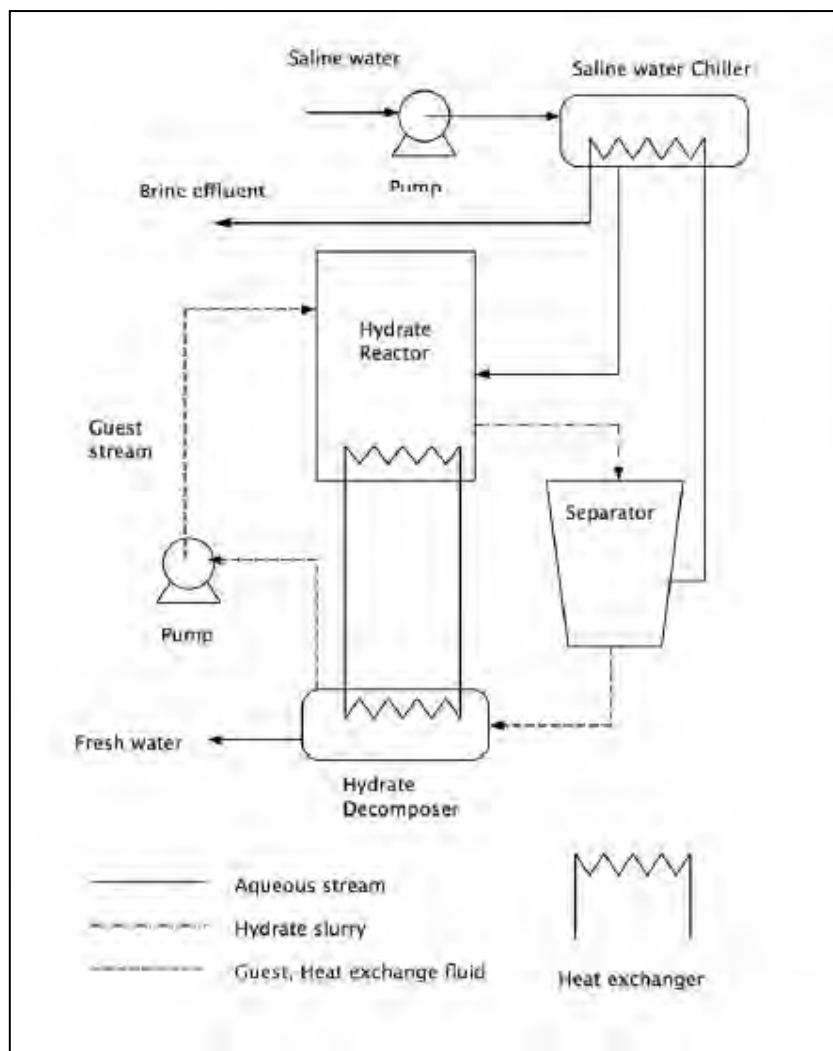 Saline water
Saline water Chiller
Pump
Brine effluent
Hydrate
Reactor
Guest
stream
Separator
Pump
Fresh water
Hydrate
Decomposer
Aqueous stream
Hydrate slurry
Guest, Heat exchange fluid
Heat exchanger